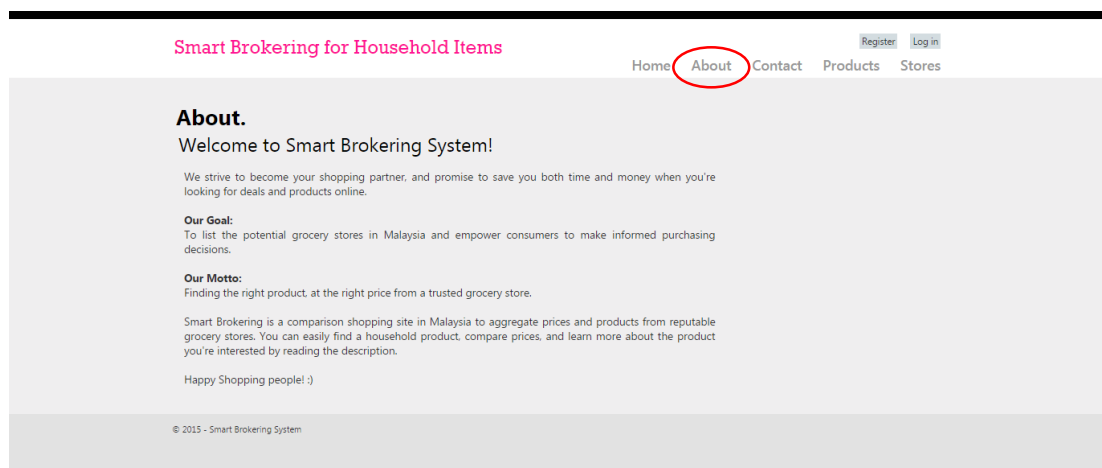 Smart Brokering for Household Items
Register Log in
Home About Contact Products Stores
About.
Welcome to Smart Brokering System!
We strive to become your shopping partner, and promise to save you both time and money when you're
looking for deals and products online.
Our Goal:
To list the potential grocery stores in Malaysia and empower consumers to make informed purchasing
decisions.
Our Motto:
Finding the right product, at the right price from a trusted grocery store.
Smart Brokering is a comparison shopping site in Malaysia to aggregate prices and products from reputable
grocery stores. You can easily find a household product, compare prices, and learn more about the product
you're interested by reading the description.
Happy Shopping people! :)
© 2015 - Smart Brokering System